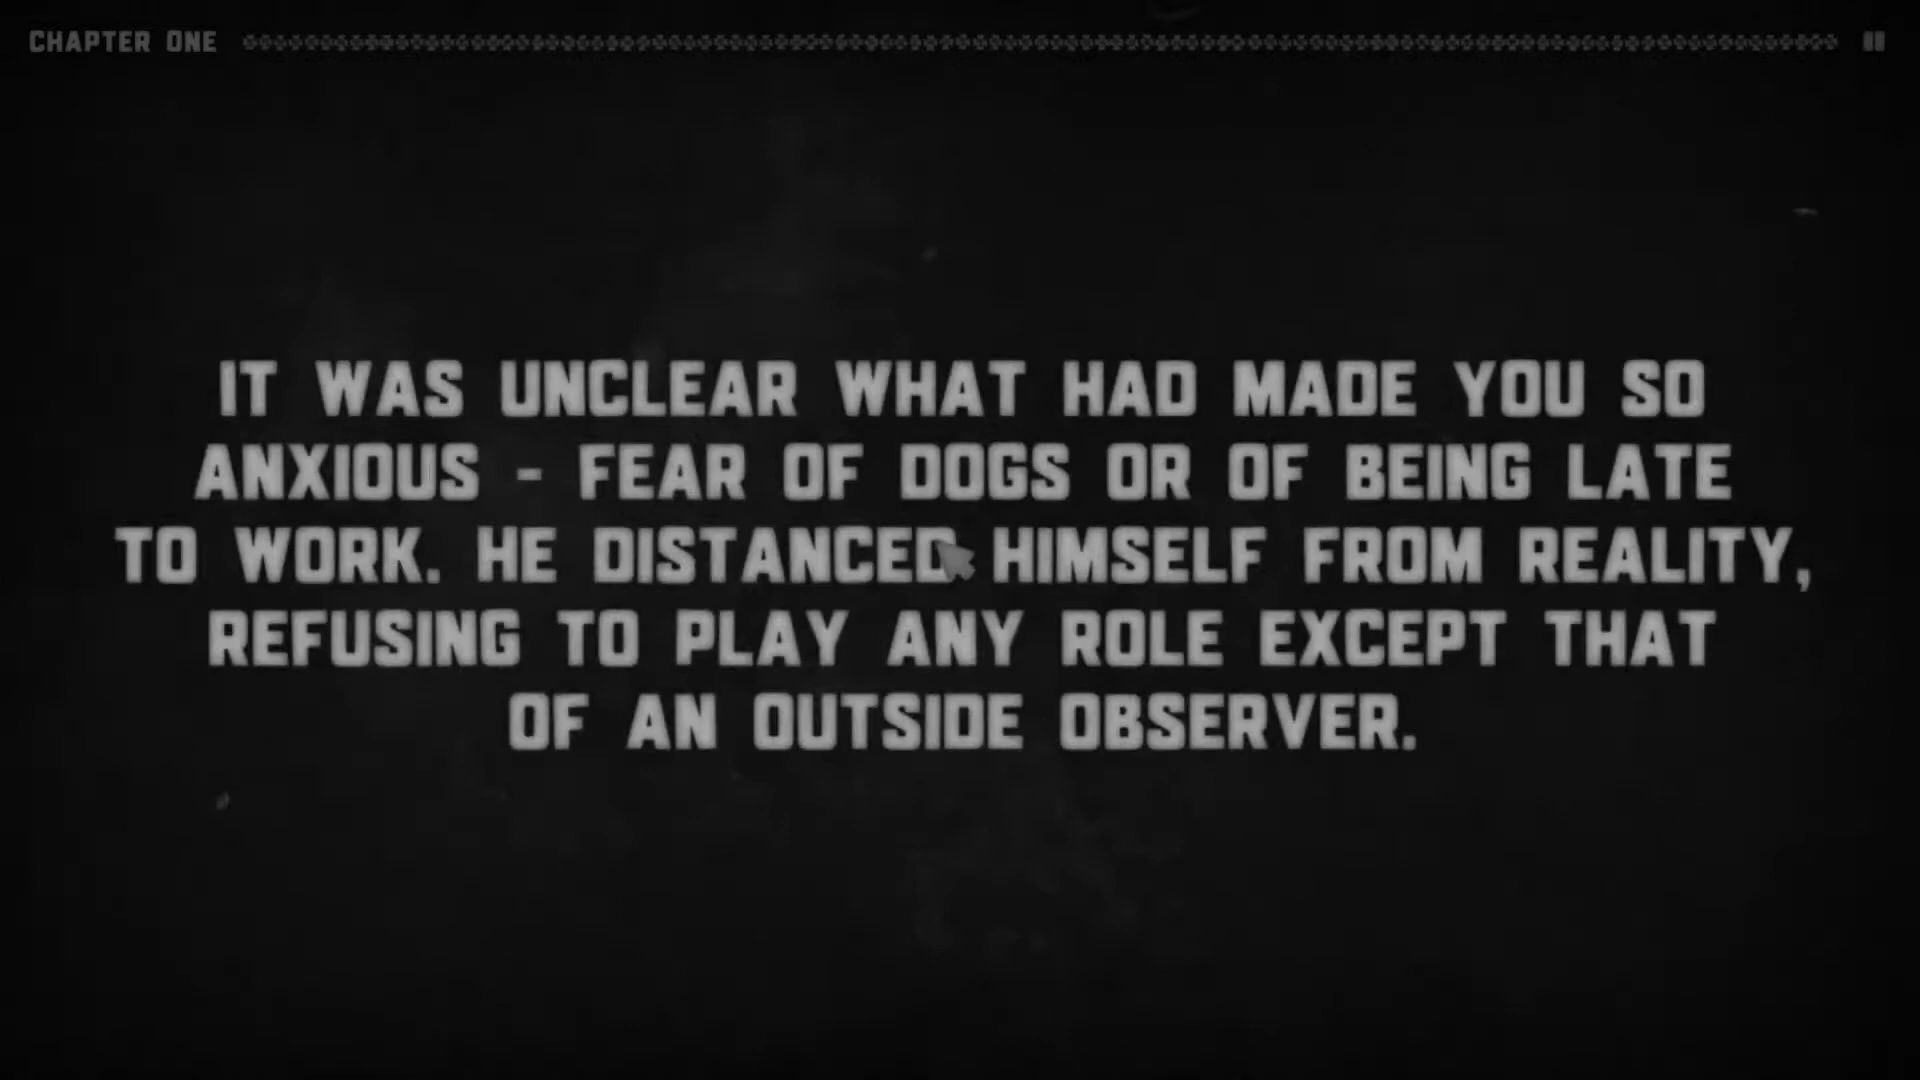 CHAPTER ONE
IT WAS UNCLEAR WHAT HAD MADE YOU SO
ANXIOUS - FEAR OF DOGS OR OF BEING LATE
TO WORK. HE DISTANCED HIMSELF FROM REALITY,
REFUSING TO PLAY ANY ROLE EXCEPT THAT
OF AN OUTSIDE OBSERVER.